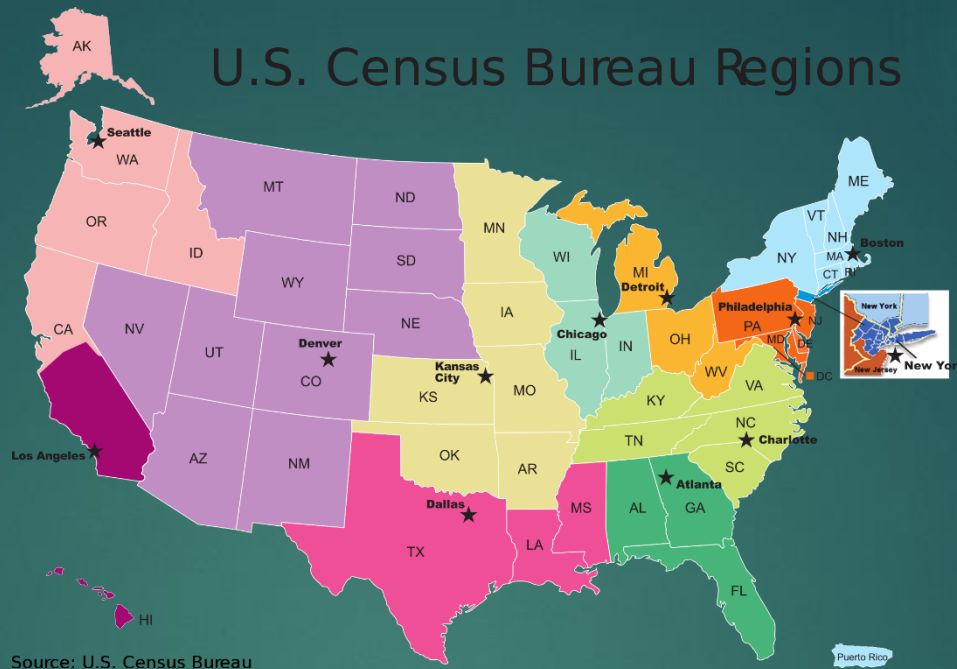 U.S. Census Bureau Regions
AK
Seattle
WA
OR
ID
CA
NV
MT
WY
UT
Denver
CO
AZ
NM
ND
SD
NE
Kansas
City
KS
OK
MN
IA
MO
AR
WI
Chicago
IL
IN
MI
Detroit
OH
WV
KY
TN
VA
NC
Charlotte
SC
Dallas
TX
LA
MS
AL
Atlanta
GA
FL
Los Angeles
HI
ME
VT
NH
Boston
MA
CT
RI
NY
Philadelphia
PA
NJ
MD
DE
DC
New York
New Jersey
New Yor
Puerto Rico
Source: U.S. Census Bureau